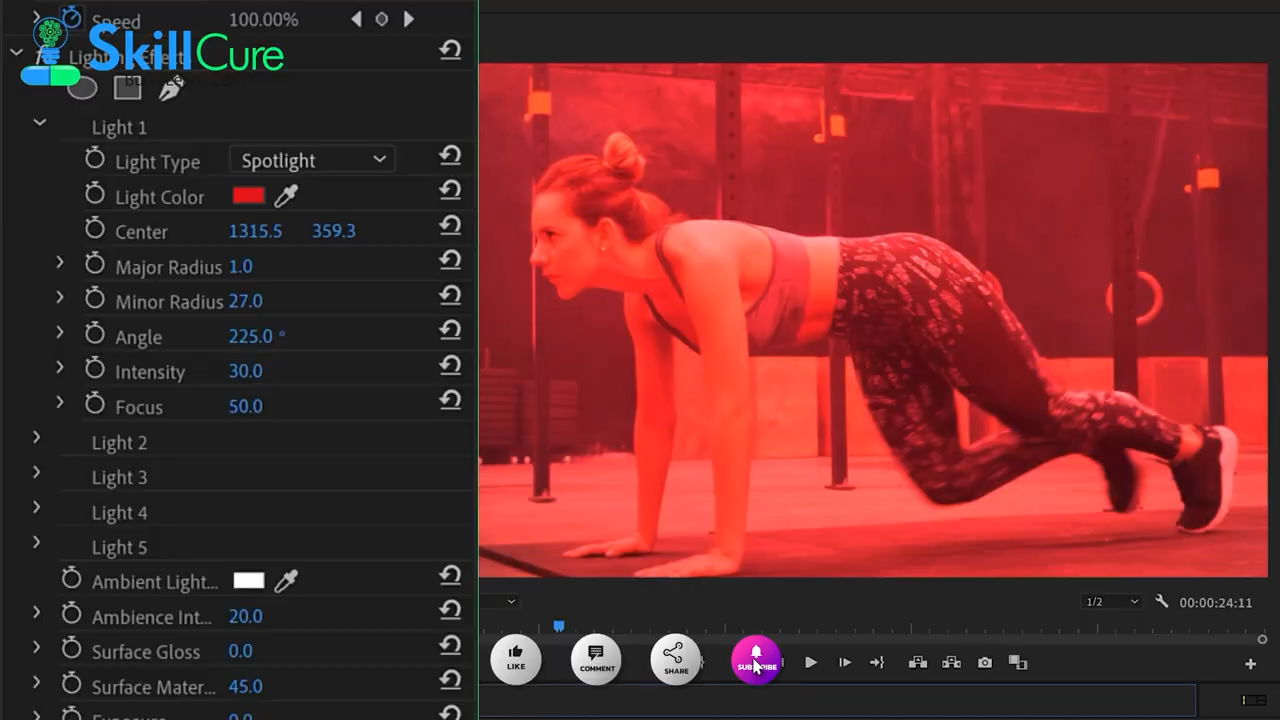 Speed 100.00%
SkillCure
Light 1
Light Type Spotlight
Light Color
Center 1315.5 359.3
Major Radius 1.0
Minor Radius 27.0
Angle 225.0 °
Intensity 30.0
Focus 50.0
Light 2
Light 3
Light 4
Light 5
Ambient Light...
Ambience Int... 20.0
Surface Gloss 0.0
Surface Mater... 45.0
1/2
00:00:24:11
LIKE
COMMENT
SHARE